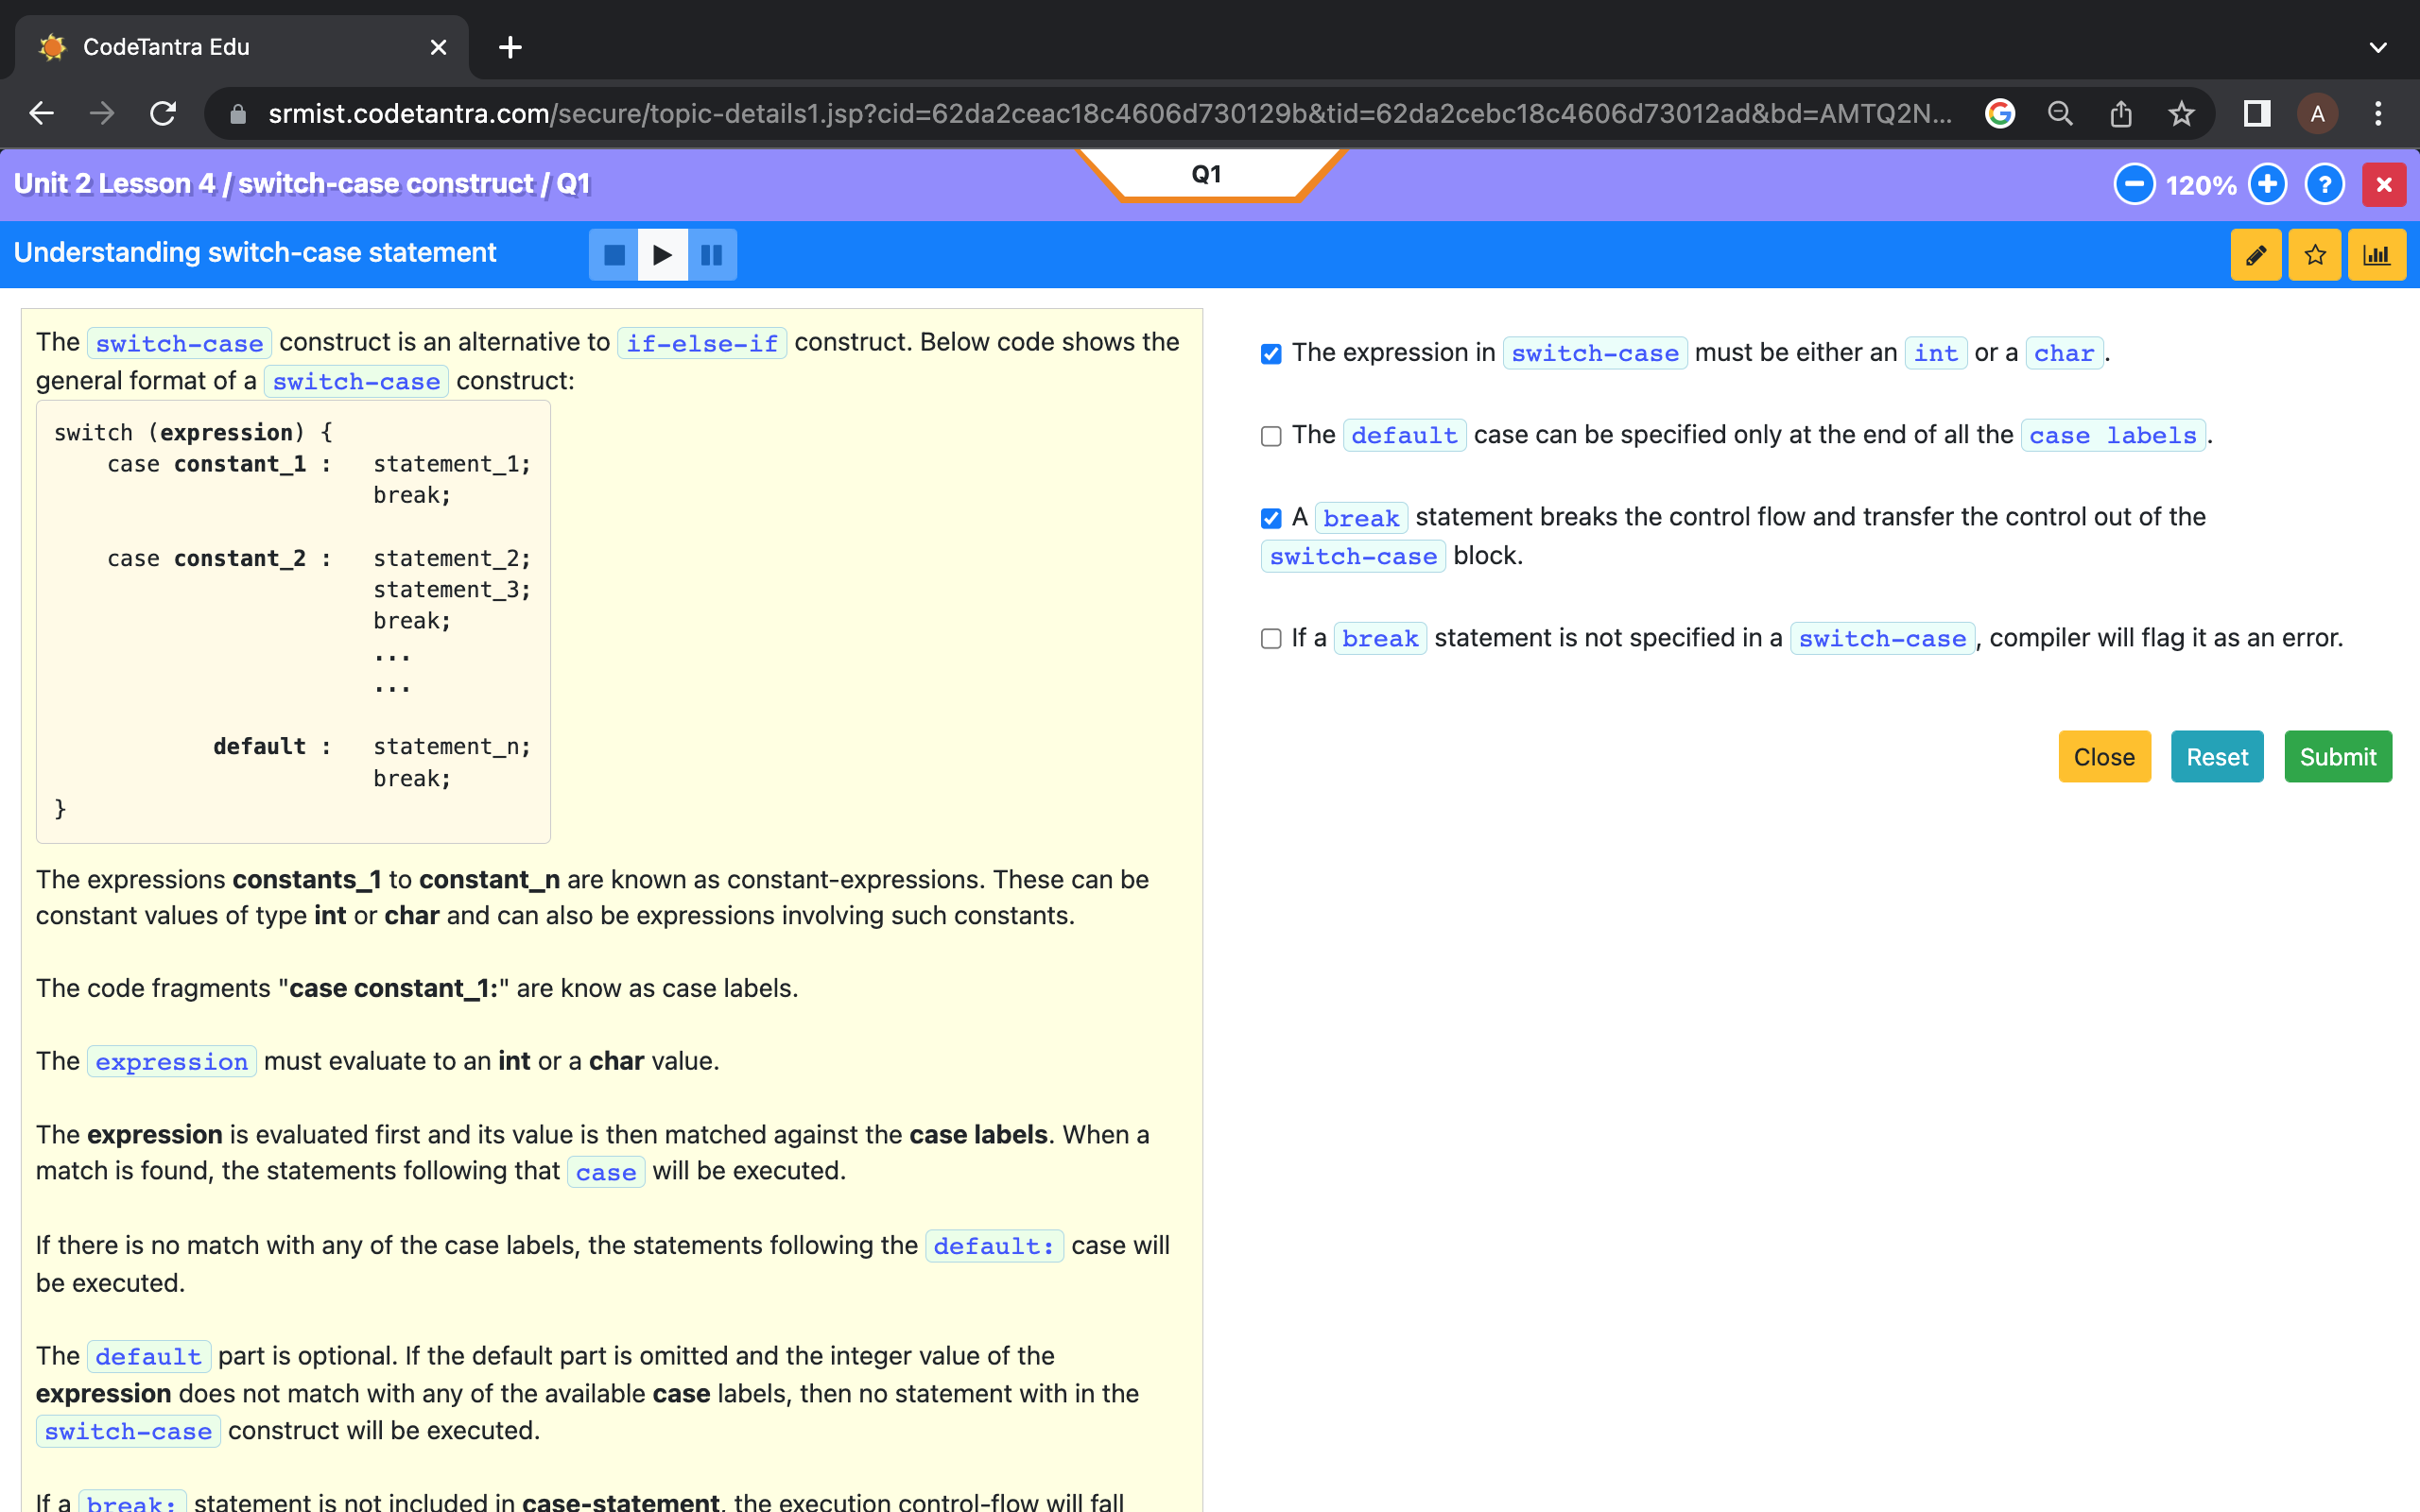 CodeTantra Edu
srmist.codetantra.com/secure/topic-details1.jsp?cid=62da2ceac18c4606d730129b&tid=62da2cebc18c4606d73012ad&bd=AMTQ2N...
A
Unit 2 Lesson 4 / switch-case construct / Q1
Q1
120%
?
Understanding switch-case statement
The switch-case construct is an alternative to if-else-if construct. Below code shows the
general format of a switch-case construct:
switch (expression) {
case constant_1 : statement_1;
break;
case constant_2 : statement_2;
statement_3;
break;
...
...
default : statement_n;
break;
}
The expressions constants_1 to constant_n are known as constant-expressions. These can be
constant values of type int or char and can also be expressions involving such constants.
The code fragments "case constant_1:" are know as case labels.
The expression must evaluate to an int or a char value.
The expression is evaluated first and its value is then matched against the case labels. When a
match is found, the statements following that case will be executed.
If there is no match with any of the case labels, the statements following the default: case will
be executed.
The default part is optional. If the default part is omitted and the integer value of the
expression does not match with any of the available case labels, then no statement with in the
switch-case construct will be executed.
If a break: statement is not included in case-statement, the execution control-flow will fall
The expression in switch-case must be either an int or a char.
The default case can be specified only at the end of all the case labels.
A break statement breaks the control flow and transfer the control out of the
switch-case block.
If a break statement is not specified in a switch-case, compiler will flag it as an error.
Close Reset Submit